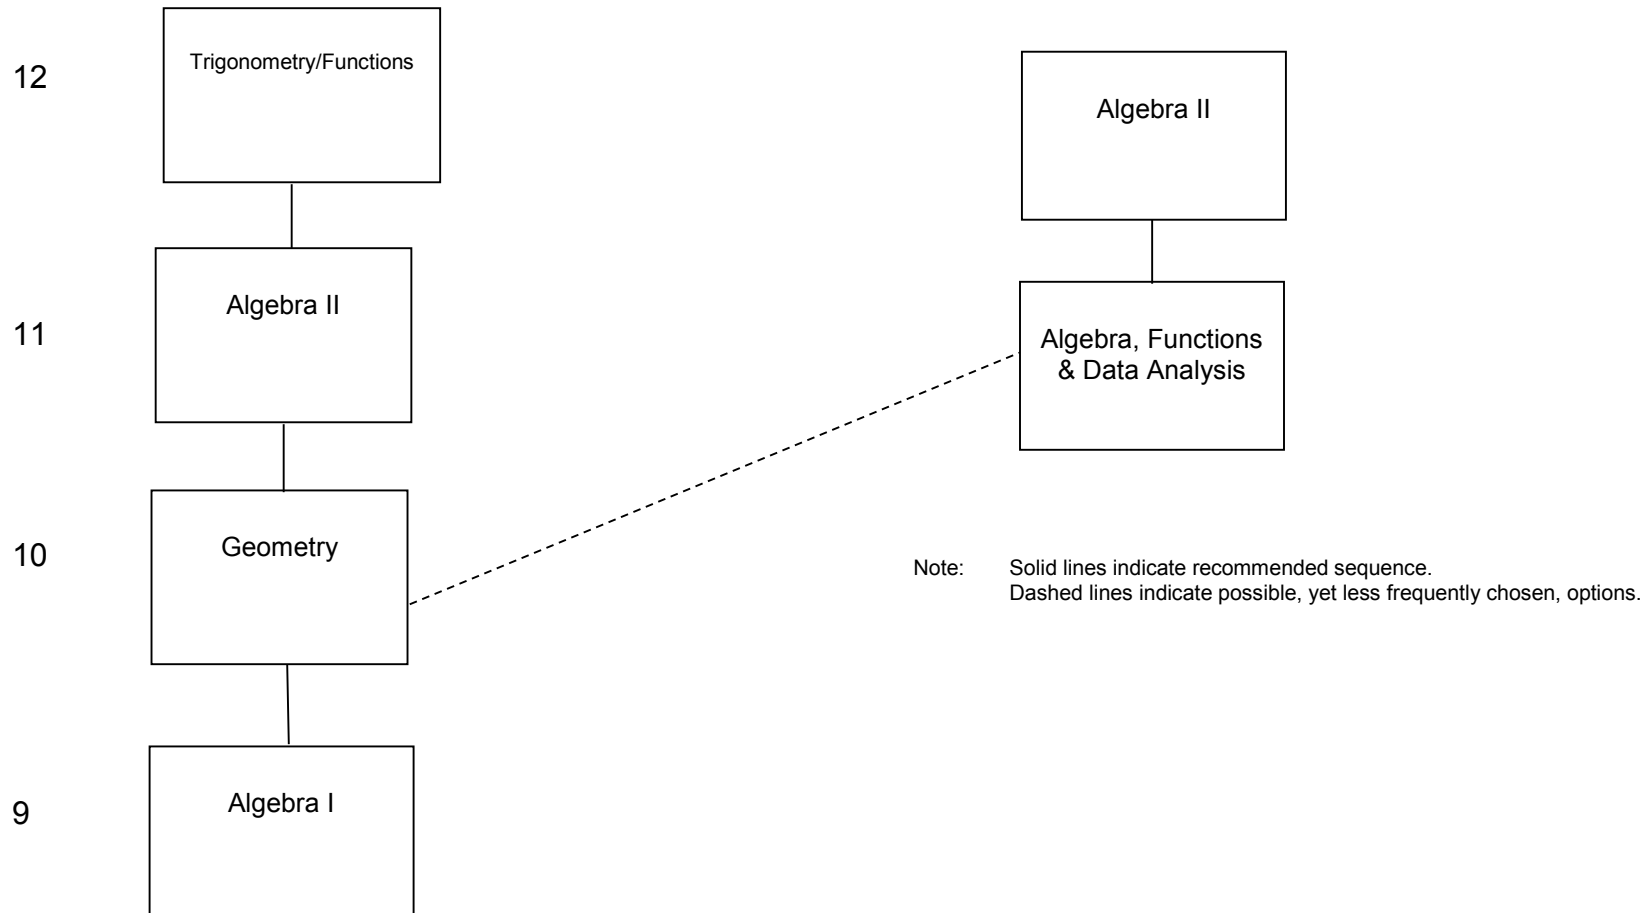 12
Trigonometry/Functions
Algebra II
11
Algebra II
Algebra, Functions
& Data Analysis
10
Geometry
Note: Solid lines indicate recommended sequence.
Dashed lines indicate possible, yet less frequently chosen, options.
9
Algebra I